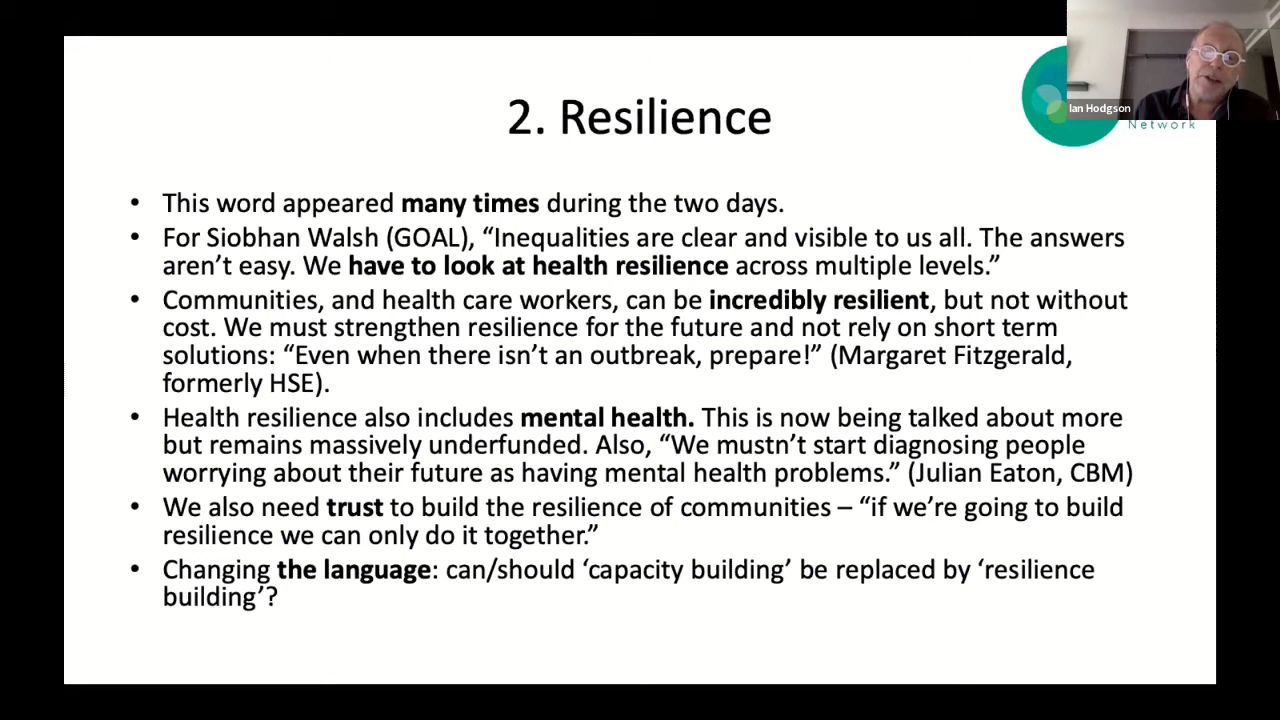 2. Resilience
Ian Hodgson
Network
• This word appeared many times during the two days.
• For Siobhan Walsh (GOAL), “Inequalities are clear and visible to us all. The answers
aren’t easy. We have to look at health resilience across multiple levels.”
• Communities, and health care workers, can be incredibly resilient, but not without
cost. We must strengthen resilience for the future and not rely on short term
solutions: “Even when there isn’t an outbreak, prepare!” (Margaret Fitzgerald,
formerly HSE).
• Health resilience also includes mental health. This is now being talked about more
but remains massively underfunded. Also, “We mustn’t start diagnosing people
worrying about their future as having mental health problems.” (Julian Eaton, CBM)
• We also need trust to build the resilience of communities – “if we’re going to build
resilience we can only do it together.”
• Changing the language: can/should ‘capacity building’ be replaced by ‘resilience
building’?